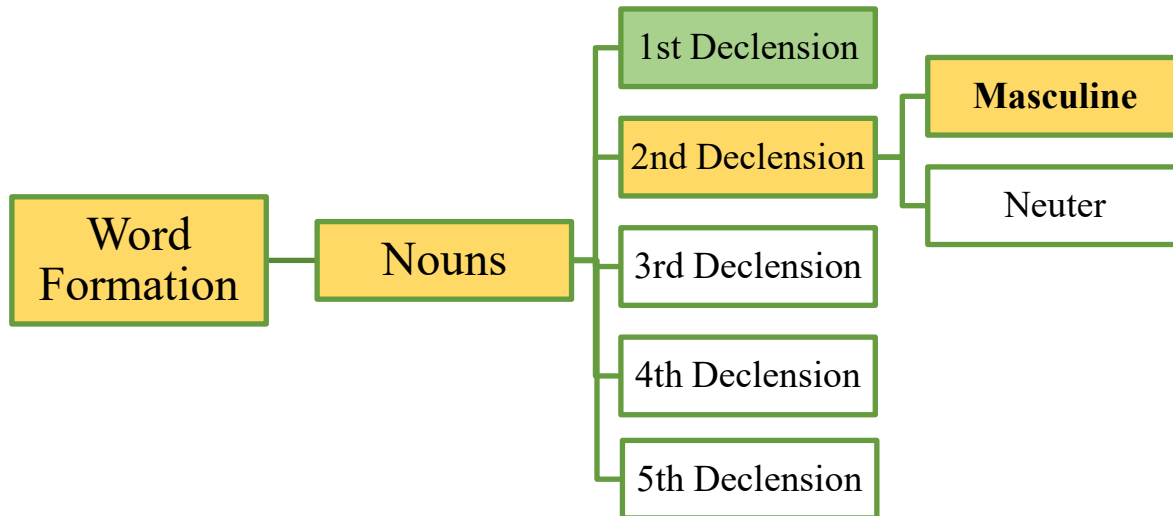 Word
Formation
Nouns
1st Declension
2nd Declension
3rd Declension
4th Declension
5th Declension
Masculine
Neuter